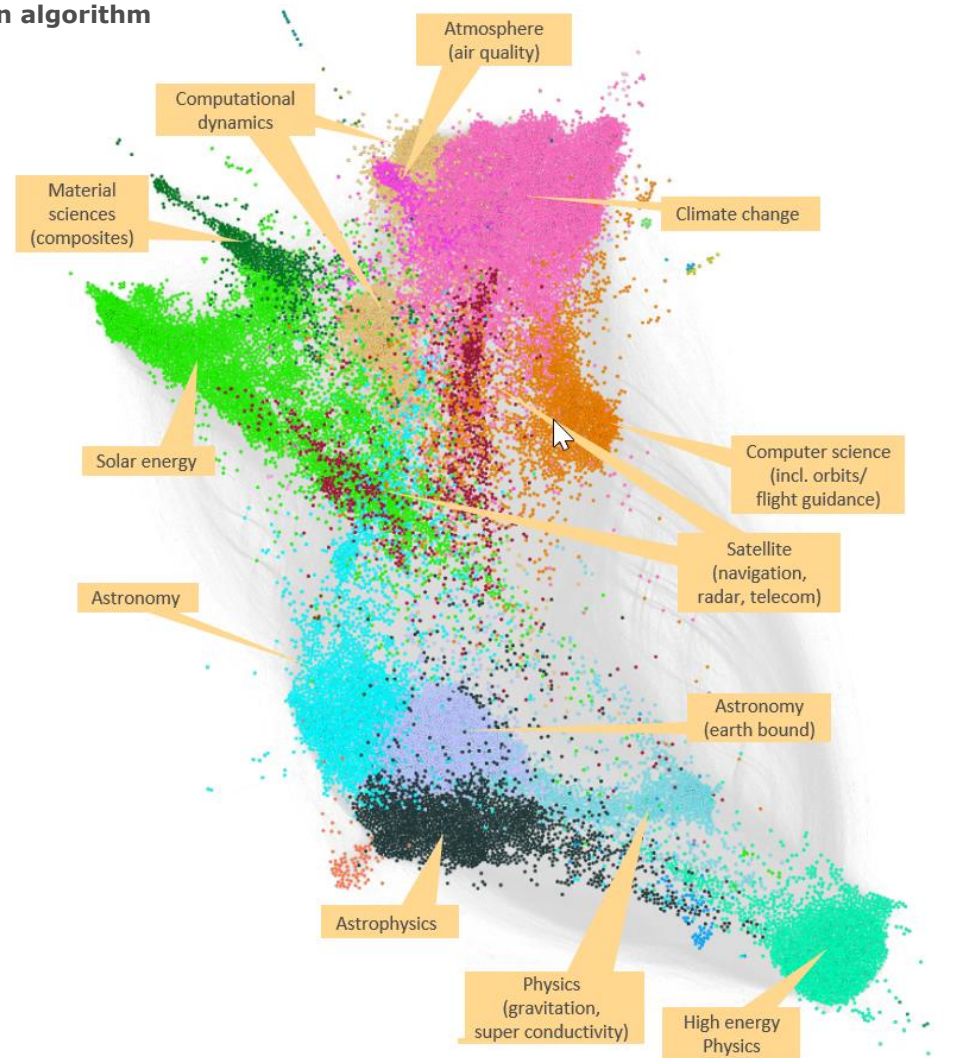 n algorithm
Atmosphere
(air quality)
Computational
dynamics
Material
sciences
(composites)
Climate change
Solar energy
Computer science
(incl. orbits/
flight guidance)
Satellite
(navigation,
radar, telecom)
Astronomy
Astronomy
(earth bound)
Astrophysics
Physics
(gravitation,
super conductivity)
High energy
Physics